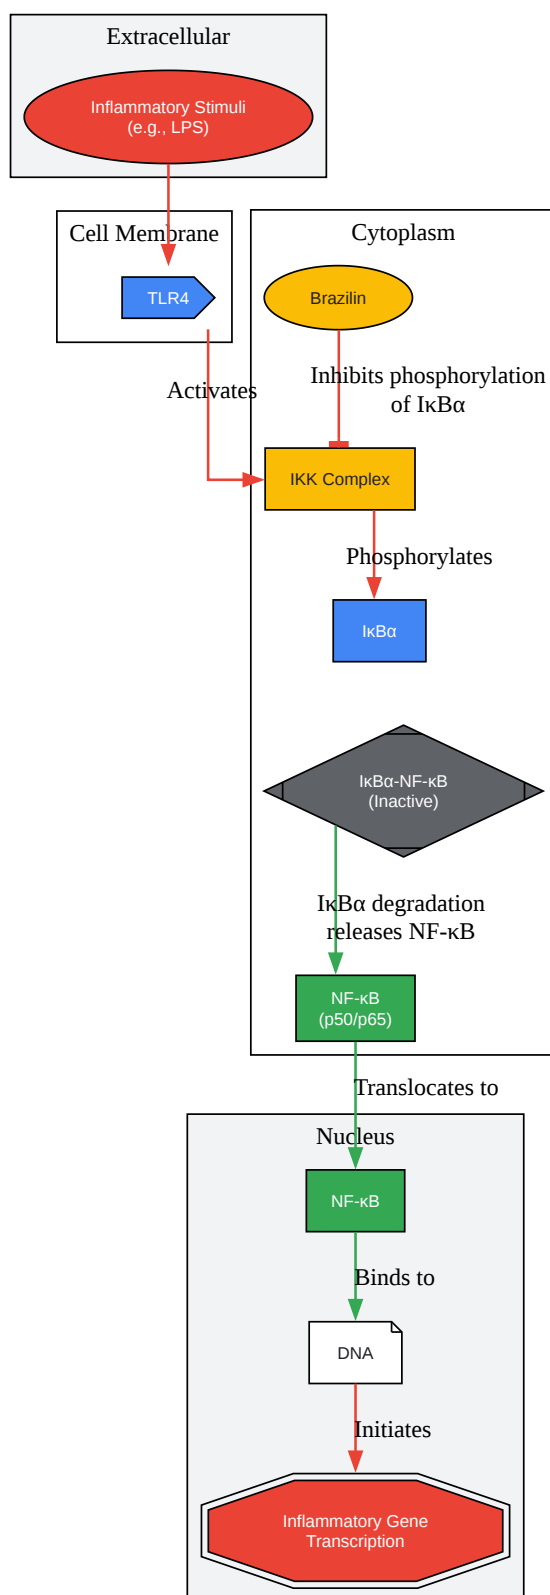 Extracellular
Inflammatory Stimuli
(e.g., LPS)
Cell Membrane
TLR4
Activates
Cytoplasm
Brazilin
Inhibits phosphorylation
of IκBα
IKK Complex
Phosphorylates
IκBα
IκBα-NF-κB
(Inactive)
IκBα degradation
releases NF-κB
NF-κB
(p50/p65)
Translocates to
Nucleus
NF-κB
Binds to
DNA
Initiates
Inflammatory Gene
Transcription